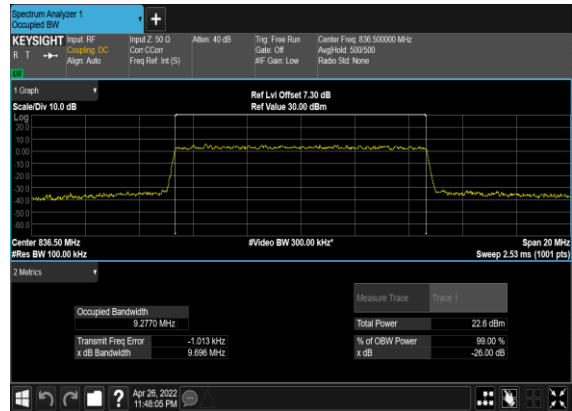 Spectrum Analyzer 1
Occupied BW
+
KEYSIGHT Input: RF Input Z: 50 Ω Atten: 40 dB Trig: Free Run Center Freq: 836.500000 MHz
R T Coupling: DC Corr CCorr Gate: Off Avg|Hold: 500/500
Align: Auto Freq Ref: Int (S) #IF Gain: Low Radio Std: None
1 Graph
Scale/Div 10.0 dB Ref Lvl Offset 7.30 dB
Ref Value 30.00 dBm
Log
20.0
10.0
0.00
-10.0
-20.0
-30.0
-40.0
-50.0
-60.0
Center 836.50 MHz #Video BW 300.00 kHz* Span 20 MHz
#Res BW 100.00 kHz Sweep 2.53 ms (1001 pts)
2 Metrics
Measure Trace Trace 1
Occupied Bandwidth
9.2770 MHz Total Power 22.6 dBm
Transmit Freq Error -1.013 kHz % of OBW Power 99.00 %
x dB Bandwidth 9.696 MHz x dB -26.00 dB
? Apr 26, 2022
11:48:05 PM